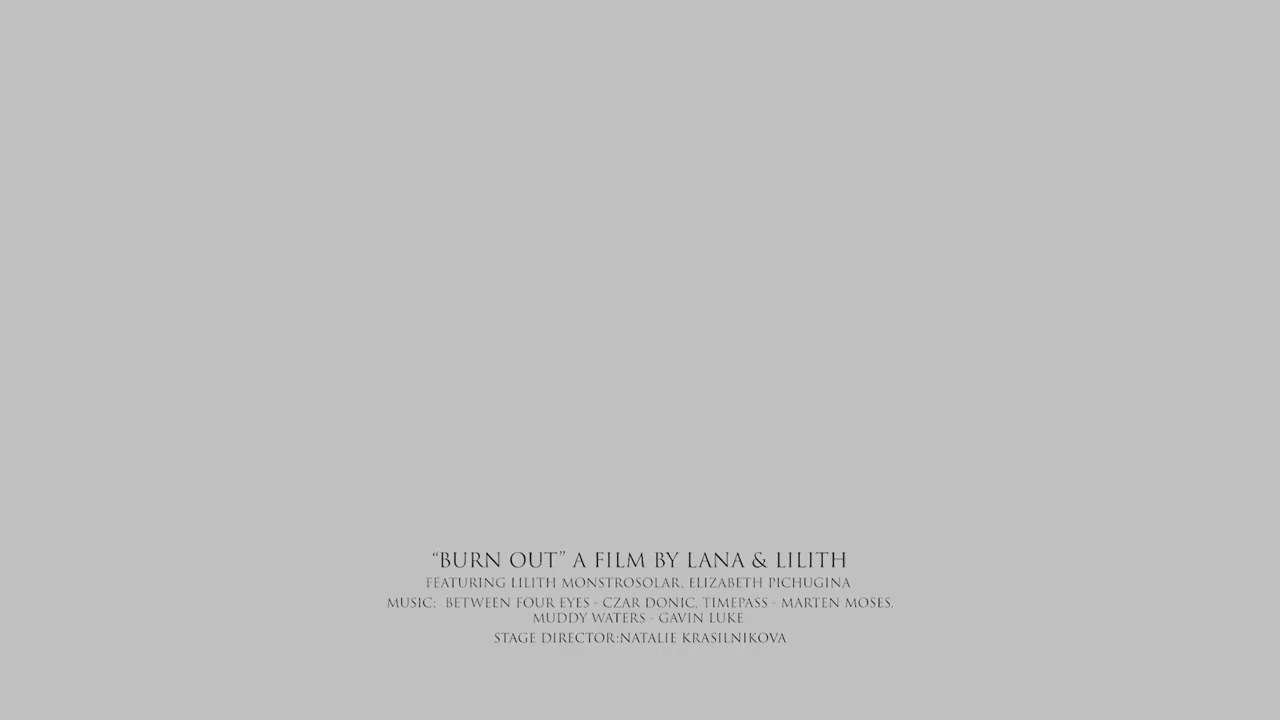 “BURN OUT” A FILM BY LANA & LILITH
FEATURING LILITH MONSTROSOLAR, ELIZABETH PICHUGINA
MUSIC: BETWEEN FOUR EYES - CZAR DONIC, TIMEPASS - MARTEN MOSES,
MUDDY WATERS - GAVIN LUKE
STAGE DIRECTOR:NATALIE KRASILNIKOVA